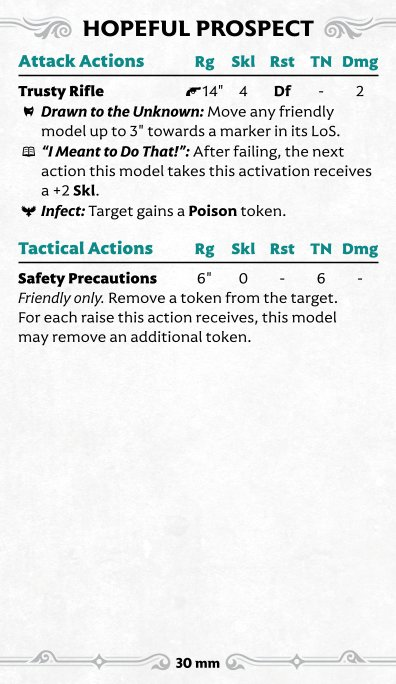 HOPEFUL PROSPECT
Attack Actions Rg Skl Rst TN Dmg
Trusty Rifle 14" 4 Df - 2
Drawn to the Unknown: Move any friendly
model up to 3" towards a marker in its LoS.
"I Meant to Do That!": After failing, the next
action this model takes this activation receives
a +2 Skl.
Infect: Target gains a Poison token.
Tactical Actions Rg Skl Rst TN Dmg
Safety Precautions 6" 0 - 6 -
Friendly only. Remove a token from the target.
For each raise this action receives, this model
may remove an additional token.
30 mm